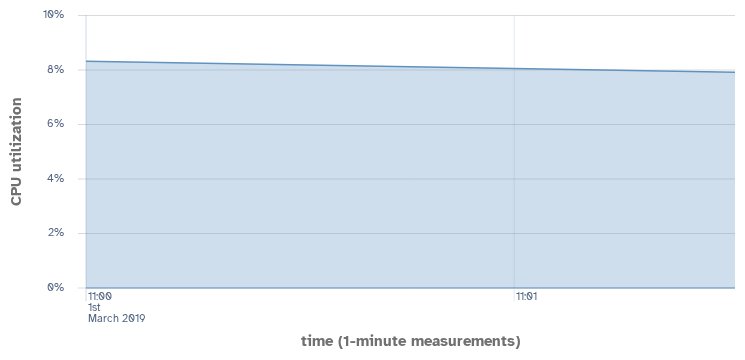 10%
8%
6%
4%
2%
0%
CPU utilization
11:00
1st
March 2019
11:01
time (1-minute measurements)